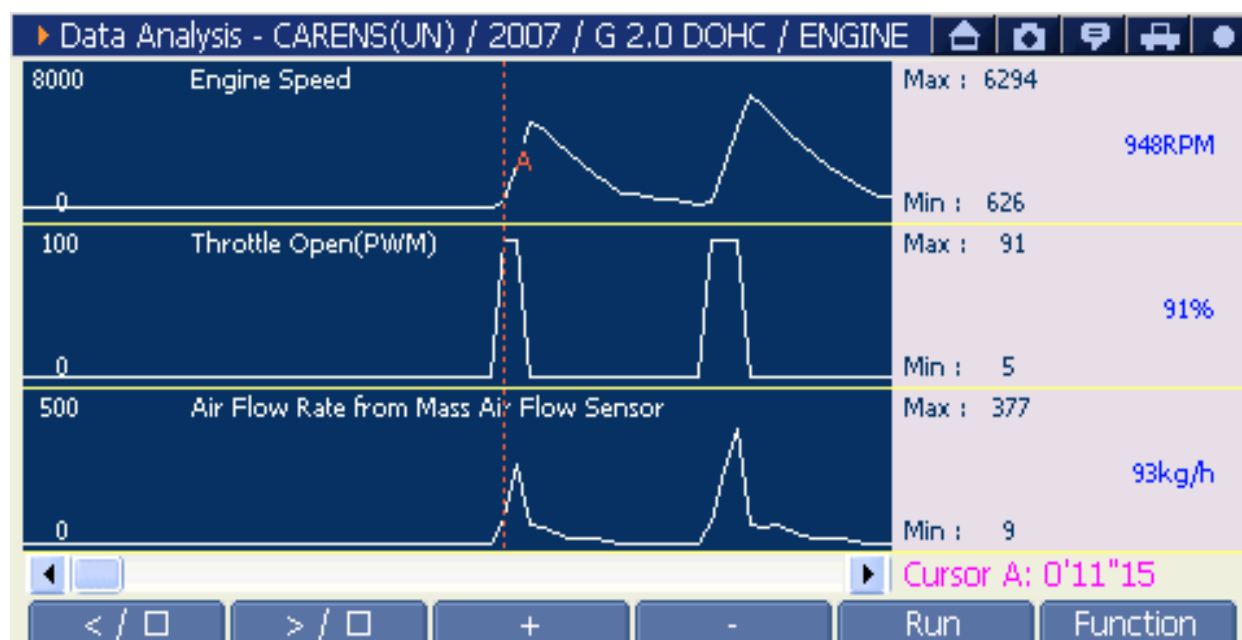 Data Analysis - CARENS(UN) / 2007 / G 2.0 DOHC / ENGINE
8000 Engine Speed Max : 6294
948RPM
A
0 Min : 626
100 Throttle Open(PWM) Max : 91
91%
0 Min : 5
500 Air Flow Rate from Mass Air Flow Sensor Max : 377
93kg/h
0 Min : 9
Cursor A: 0'11"15
< / □ > / □ + - Run Function